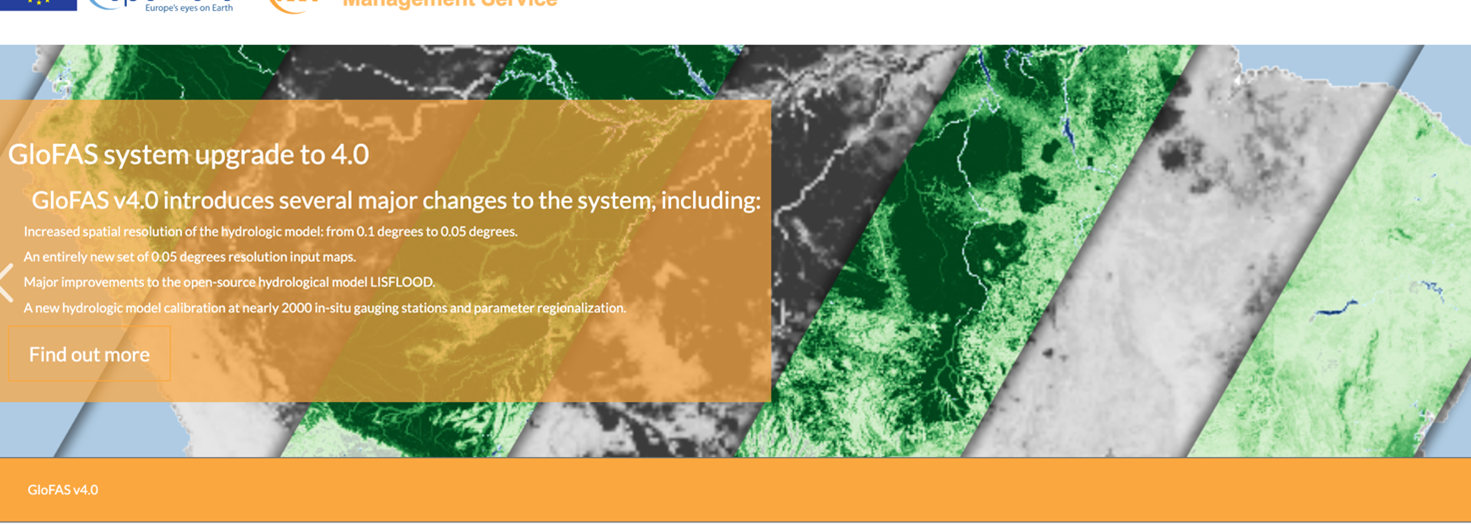 Europe's eyes on Earth
Management Service
GloFAS system upgrade to 4.0
GloFAS v4.0 introduces several major changes to the system, including:
Increased spatial resolution of the hydrologic model: from 0.1 degrees to 0.05 degrees.
An entirely new set of 0.05 degrees resolution input maps.
Major improvements to the open-source hydrological model LISFLOOD.
A new hydrologic model calibration at nearly 2000 in-situ gauging stations and parameter regionalization.
Find out more
GloFAS v4.0